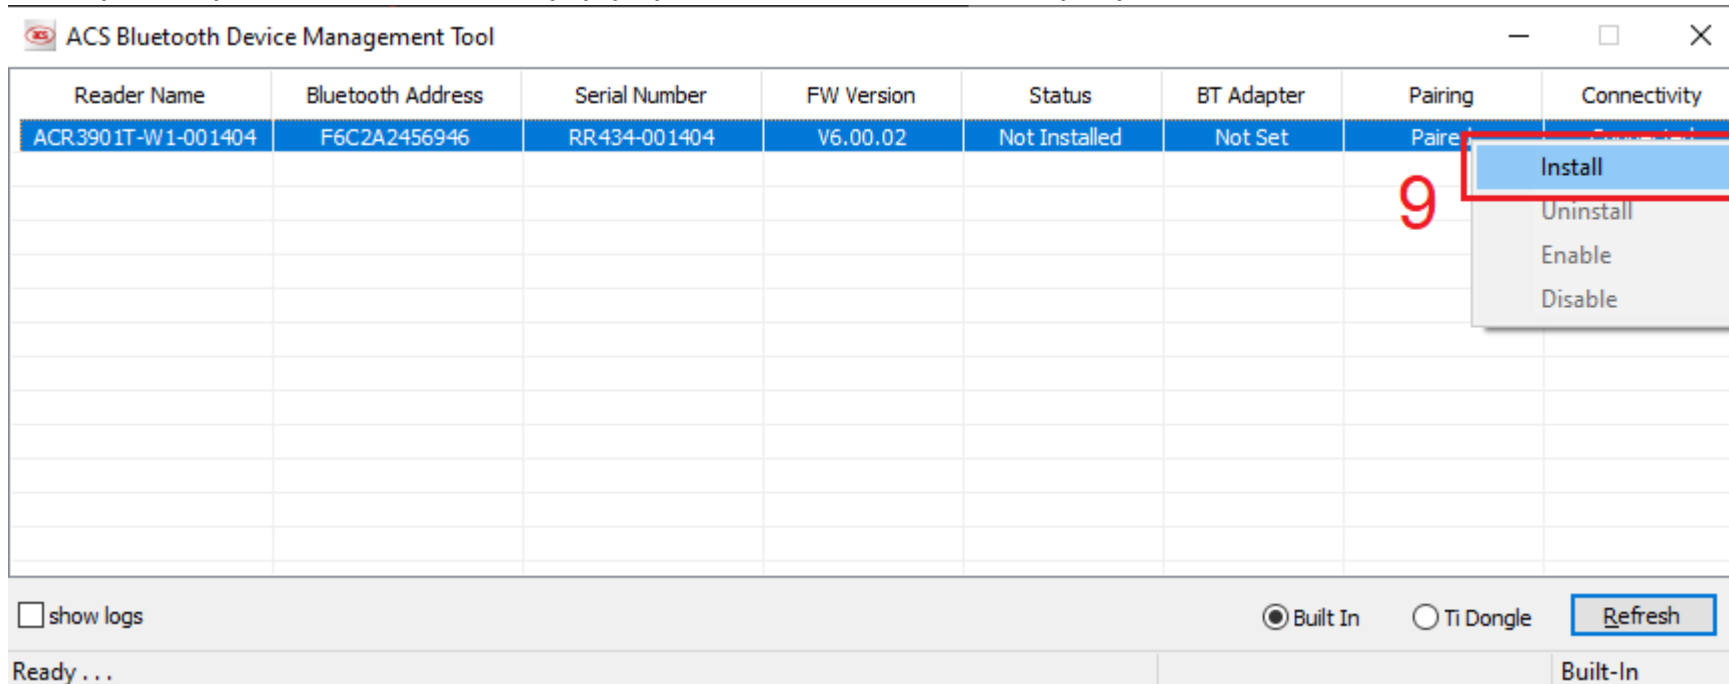 ACS Bluetooth Device Management Tool
Reader Name Bluetooth Address Serial Number FW Version Status BT Adapter Pairing Connectivity
ACR3901T-W1-001404 F6C2A2456946 RR434-001404 V6.00.02 Not Installed Not Set
Install
9
Uninstall
Enable
Disable
show logs Built In Ti Dongle Refresh
Ready . . . Built-In